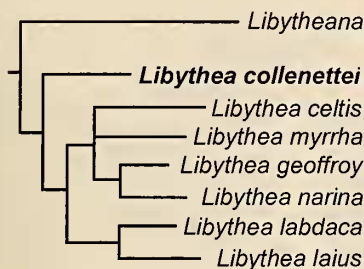 Libytheana
Libythea collenettei
Libythea celtis
Libythea myrrha
Libythea geoffroy
Libythea narina
Libythea labdaca
Libythea laius